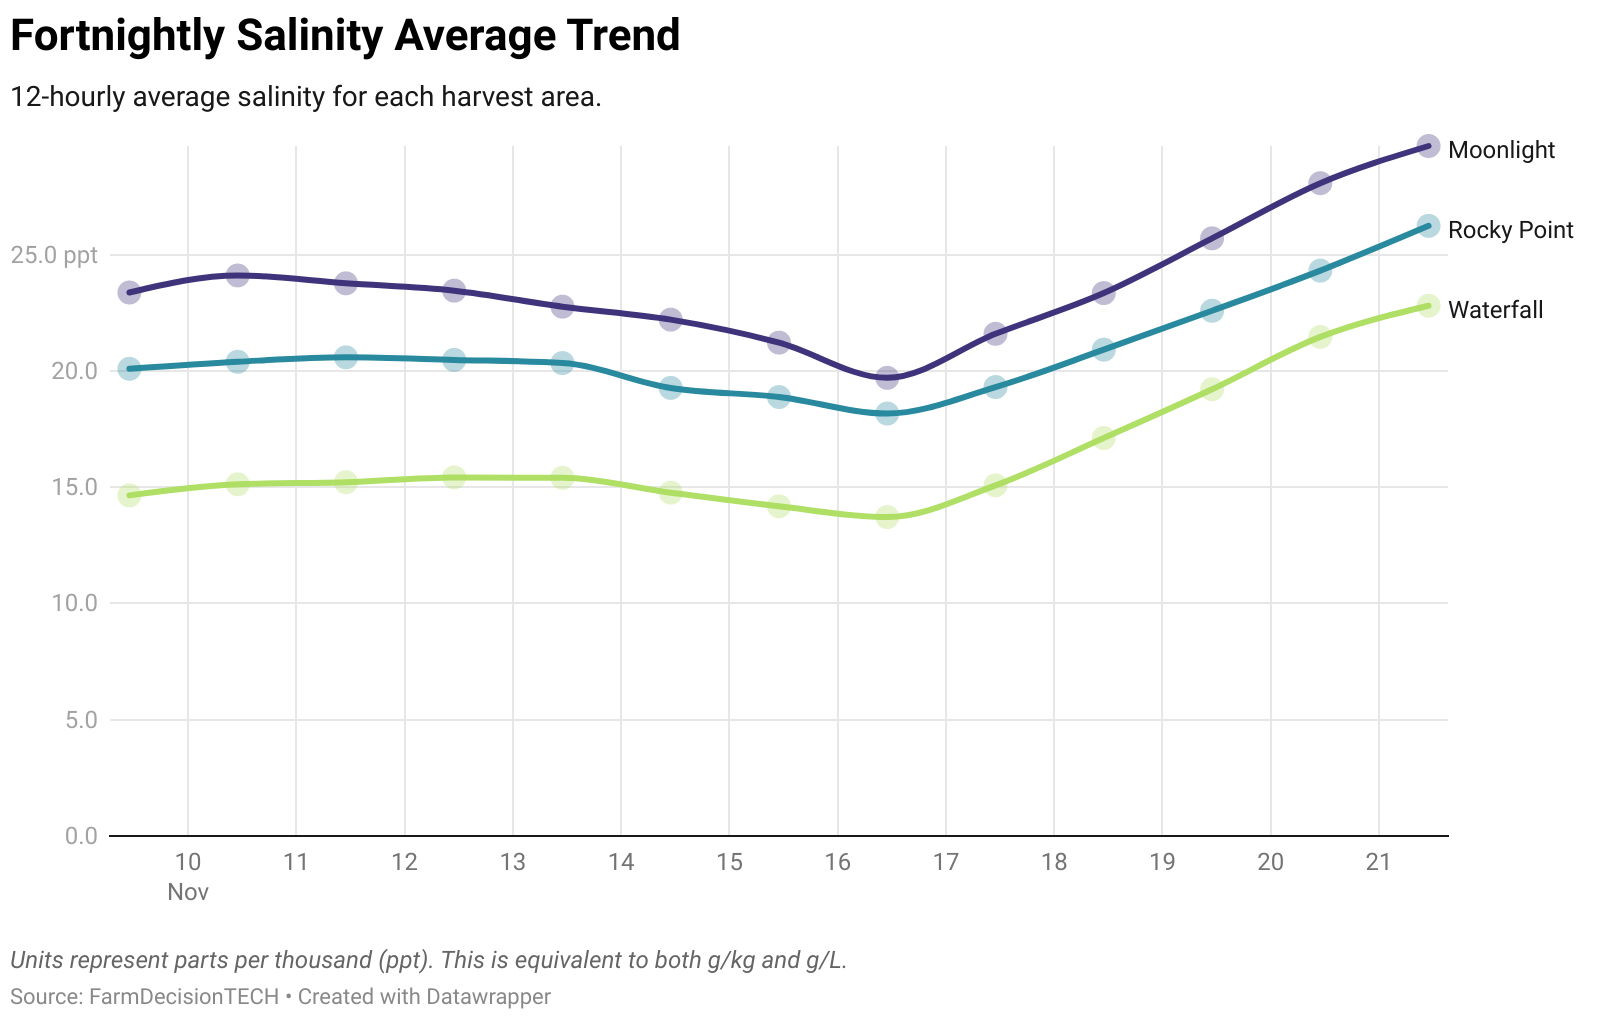 Fortnightly Salinity Average Trend
12-hourly average salinity for each harvest area.
Moonlight
Rocky Point
Waterfall
25.0 ppt
20.0
15.0
10.0
5.0
0.0
10 11 12 13 14 15 16 17 18 19 20 21
Nov
Units represent parts per thousand (ppt). This is equivalent to both g/kg and g/L.
Source: FarmDecisionTECH • Created with Datawrapper